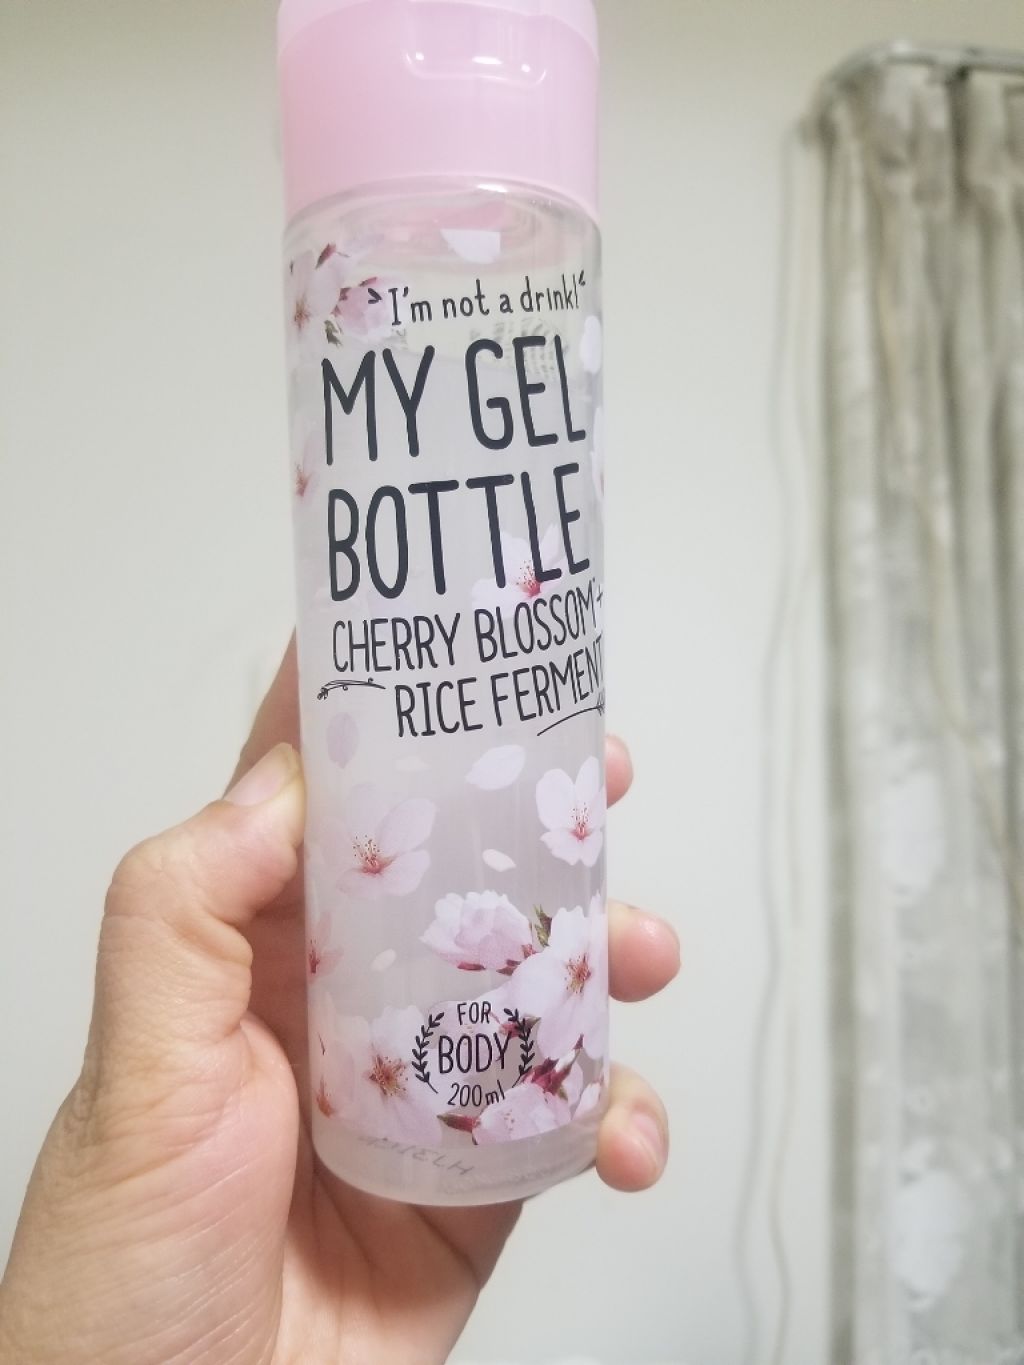 I'm not a drink!
MY GEL
BOTTLE
CHERRY BLOSSOM +
RICE FERMENT
FOR
BODY
200ml